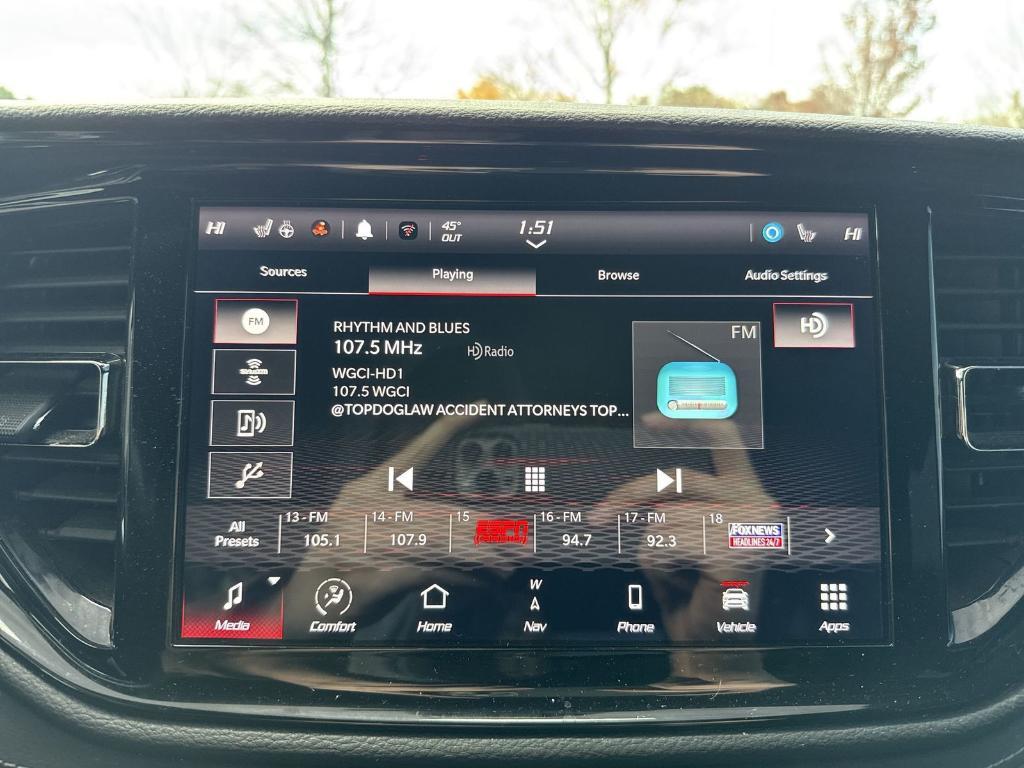 HI 45° OUT 1:51 HI
Sources Playing Browse Audio Settings
FM
RHYTHM AND BLUES
107.5 MHz HD Radio
WGCI-HD1
107.5 WGCI
@TOPDOGLAW ACCIDENT ATTORNEYS TOP...
FM
HD
SiriusXM
All Presets
13 - FM 105.1
14 - FM 107.9
15 ESPN
16 - FM 94.7
17 - FM 92.3
18 FOX NEWS HEADLINES 24/7
W
Media Comfort Home Nav Phone Vehicle Apps